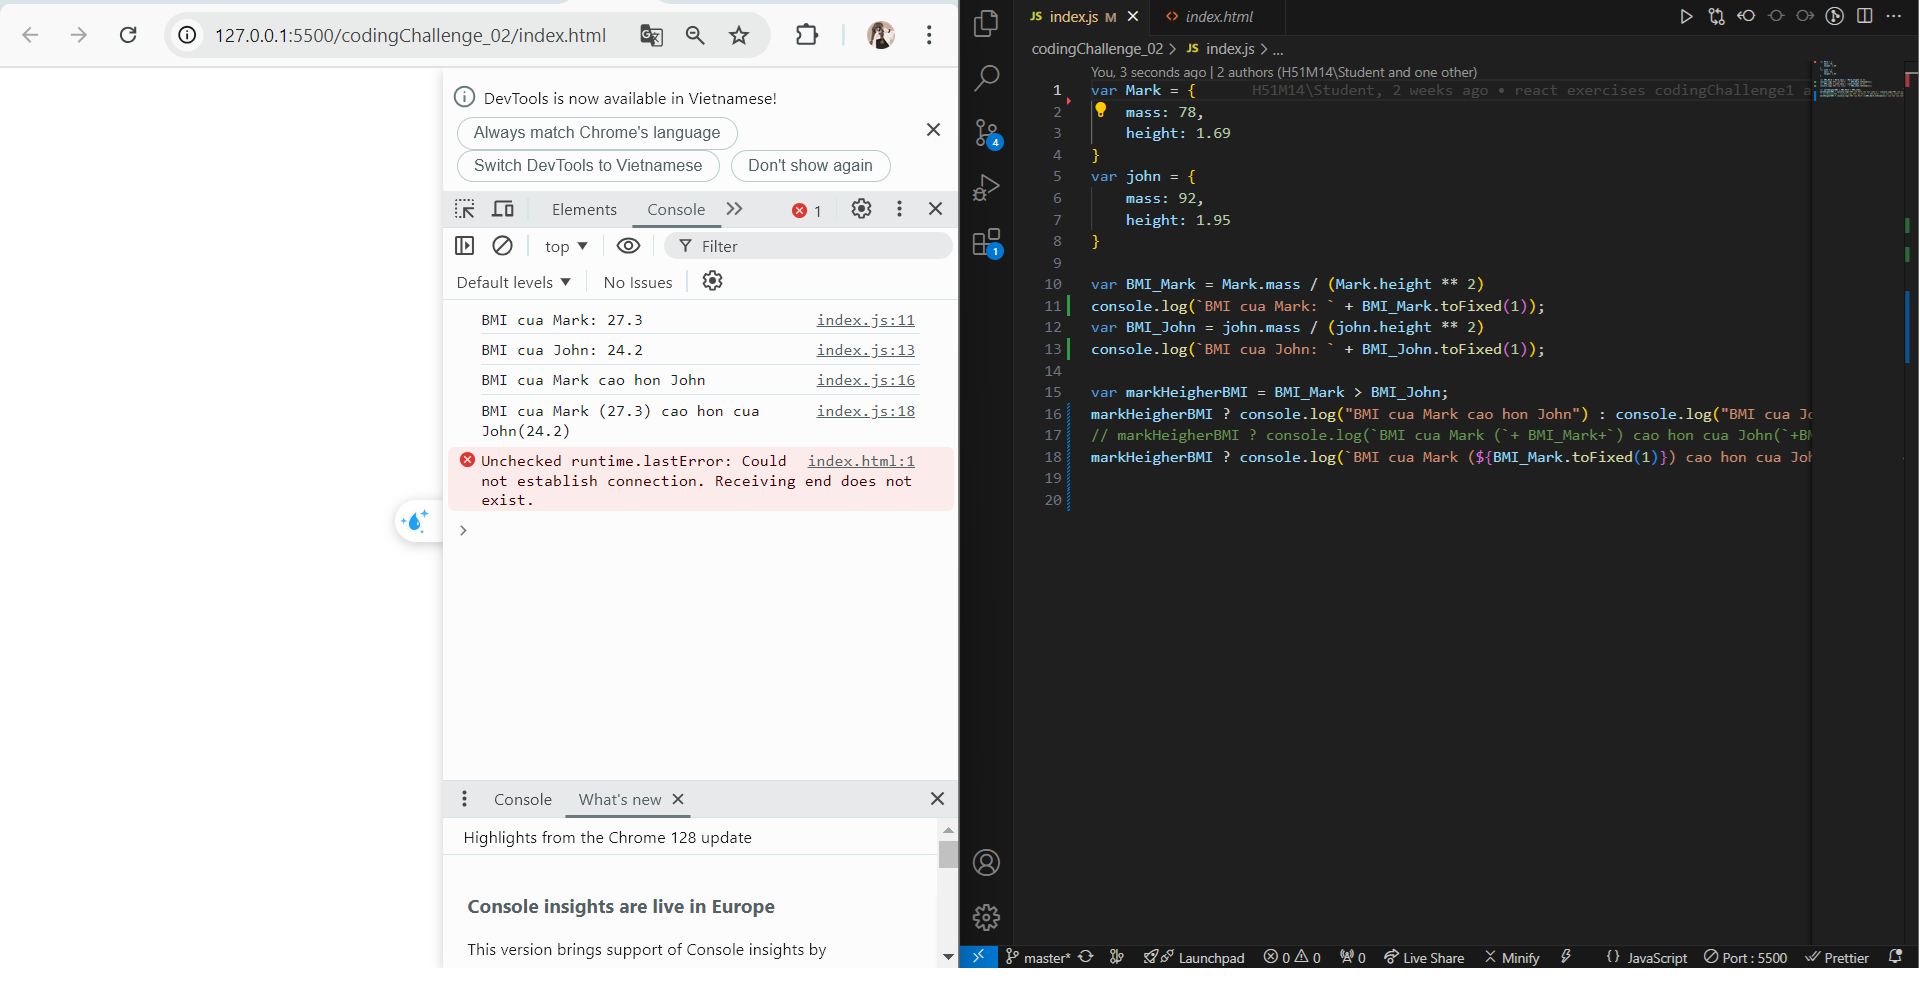 127.0.0.1:5500/codingChallenge_02/index.html
DevTools is now available in Vietnamese!
Always match Chrome's language
Switch DevTools to Vietnamese
Don't show again
Elements
Console
1
top
Filter
Default levels
No Issues
BMI cua Mark: 27.3 index.js:11
BMI cua John: 24.2 index.js:13
BMI cua Mark cao hon John index.js:16
BMI cua Mark (27.3) cao hon cua index.js:18
John(24.2)
Unchecked runtime.lastError: Could index.html:1
not establish connection. Receiving end does not
exist.
Console
What's new
Highlights from the Chrome 128 update
Console insights are live in Europe
This version brings support of Console insights by
4
1
JS index.js M
index.html
codingChallenge_02 > JS index.js > ...
You, 3 seconds ago | 2 authors (H51M14\Student and one other)
1 var Mark = { H51M14\Student, 2 weeks ago • react exercises codingChallenge1 a
2 mass: 78,
3 height: 1.69
4 }
5 var john = {
6 mass: 92,
7 height: 1.95
8 }
9
10 var BMI_Mark = Mark.mass / (Mark.height ** 2)
11 console.log(`BMI cua Mark: ` + BMI_Mark.toFixed(1));
12 var BMI_John = john.mass / (john.height ** 2)
13 console.log(`BMI cua John: ` + BMI_John.toFixed(1));
14
15 var markHeigherBMI = BMI_Mark > BMI_John;
16 markHeigherBMI ? console.log("BMI cua Mark cao hon John") : console.log("BMI cua Jo
17 // markHeigherBMI ? console.log(`BMI cua Mark (`+ BMI_Mark+`) cao hon cua John(`+BM
18 markHeigherBMI ? console.log(`BMI cua Mark (${BMI_Mark.toFixed(1)}) cao hon cua Joh
19
20
master* Launchpad 0 0 0 Live Share Minify {} JavaScript Port : 5500 Prettier